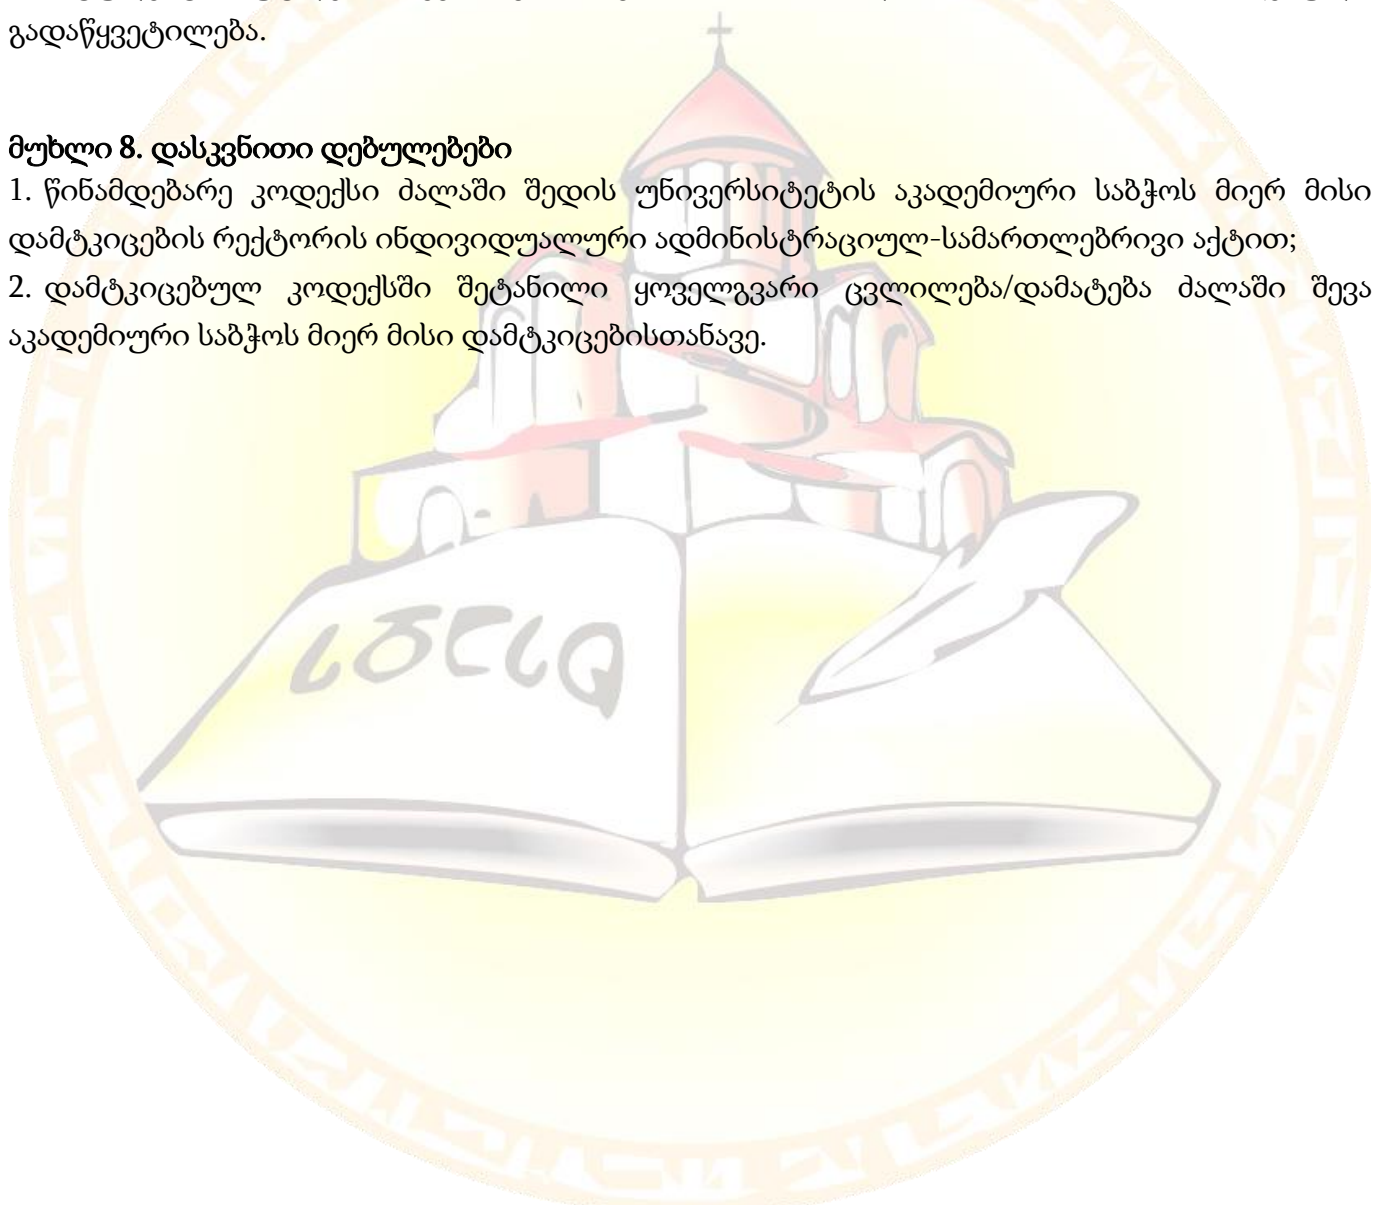 გადაწყვეტილება.
მუხლი 8. დასკვნითი დებულებები
1. წინამდებარე კოდექსი ძალაში შედის უნივერსიტეტის აკადემიური საბჭოს მიერ მისი
დამტკიცების რექტორის ინდივიდუალური ადმინისტრაციულ-სამართლებრივი აქტით;
2. დამტკიცებულ კოდექსში შეტანილი ყოველგვარი ცვლილება/დამატება ძალაში შევა
აკადემიური საბჭოს მიერ მისი დამტკიცებისთანავე.